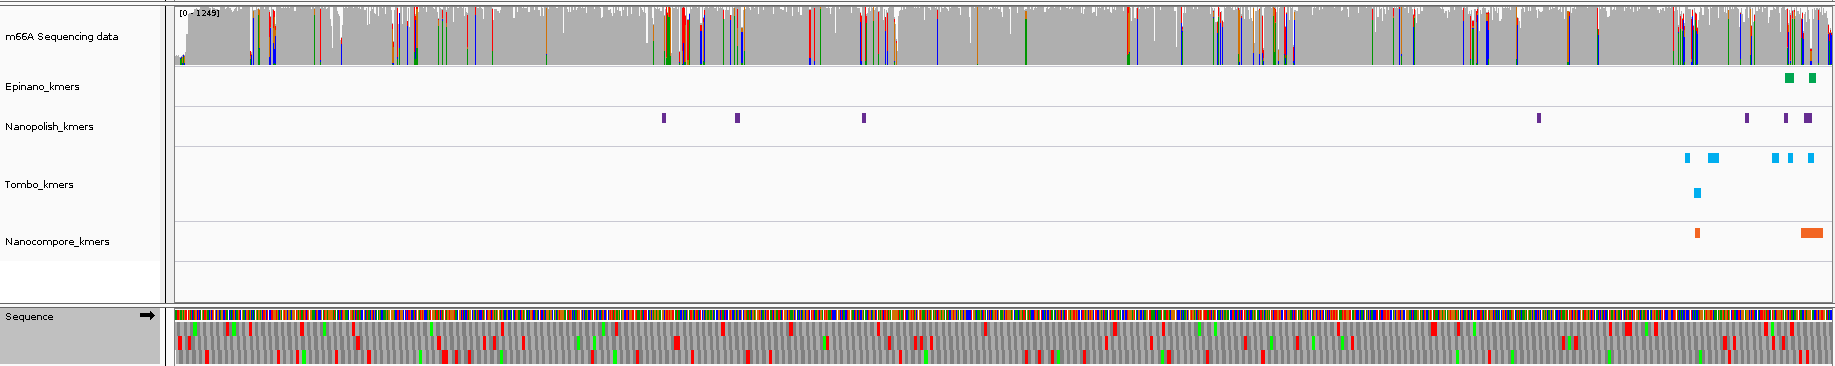 [0 - 1249]
m66A Sequencing data
Epinano_kmers
Nanopolish_kmers
Tombo_kmers
Nanocompore_kmers
Sequence